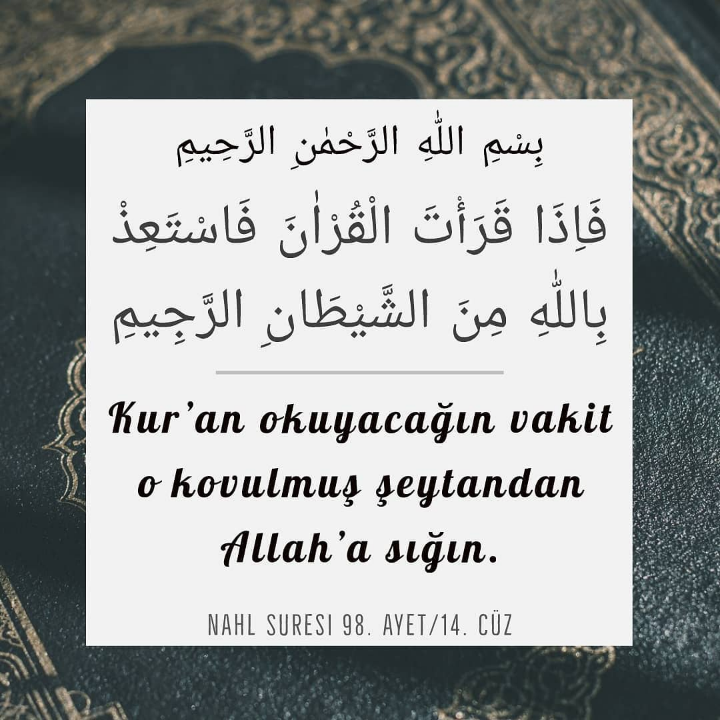 بِسْمِ اللّٰهِ الرَّحْمٰنِ الرَّحِيمِ
فَاِذَا قَرَأْتَ الْقُرْاٰنَ فَاسْتَعِذْ
بِاللّٰهِ مِنَ الشَّيْطَانِ الرَّجِيمِ
Kur’an okuyacağın vakit
o kovulmuş şeytandan
Allah’a sığın.
NAHL SURESI 98. AYET/14. CÜZ